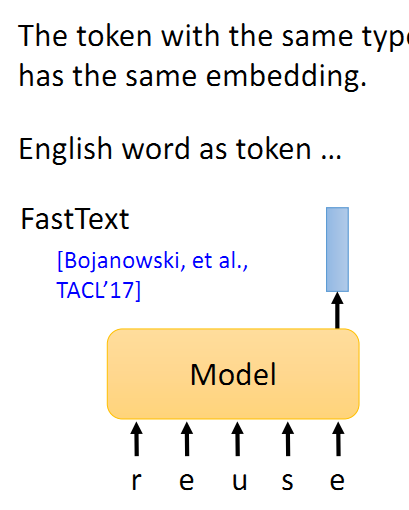 The token with the same type
has the same embedding.
English word as token …
FastText
[Bojanowski, et al.,
TACL’17]
Model
r e u s e